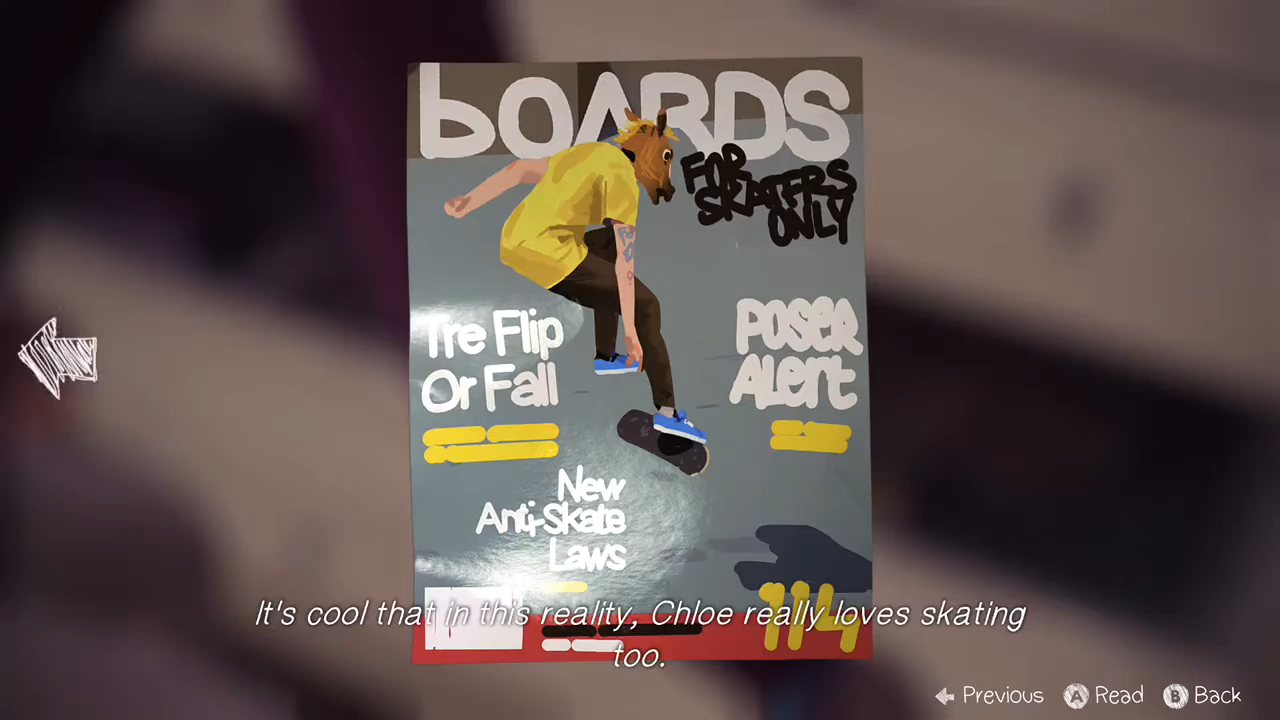 bOARDS
FOR
SKATERS
ONLY
Tre Flip
Or Fall
POSER
ALert
New
Anti-Skate
Laws
114
It's cool that in this reality, Chloe really loves skating
too.
Previous
A Read
B Back